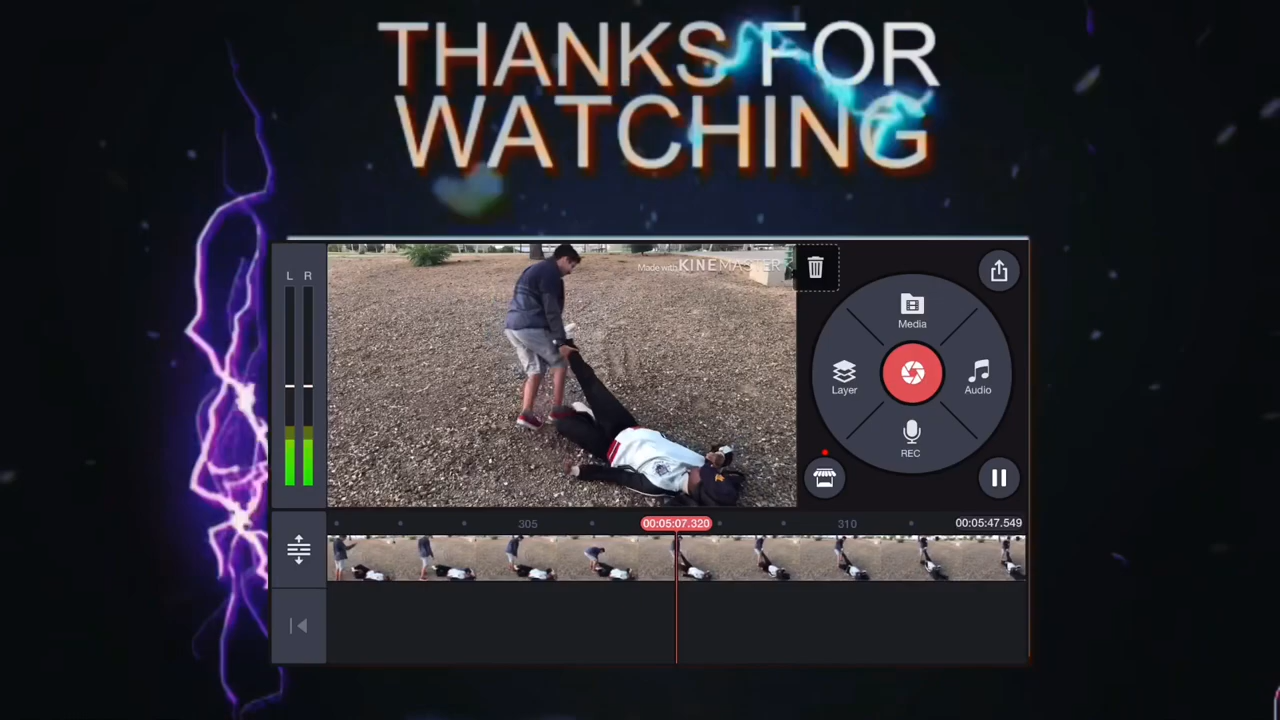 THANKS FOR
WATCHING
L R
Made with KINEMASTER
Media
Layer
Audio
REC
305
00:05:07.320
310
00:05:47.549